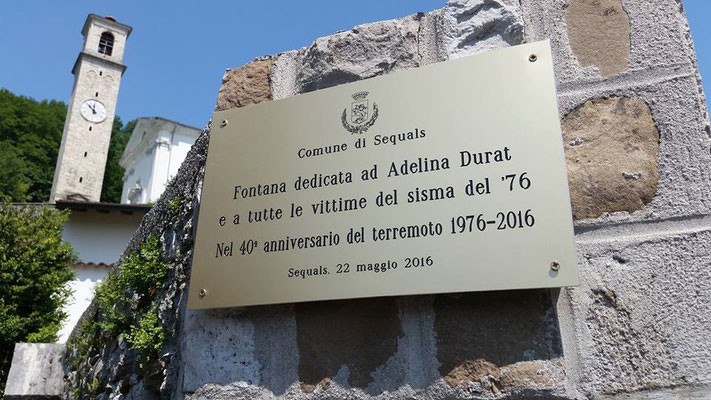 Comune di Sequals
Fontana dedicata ad Adelina Durat
e a tutte le vittime del sisma del '76
Nel 40º anniversario del terremoto 1976-2016
Sequals, 22 maggio 2016